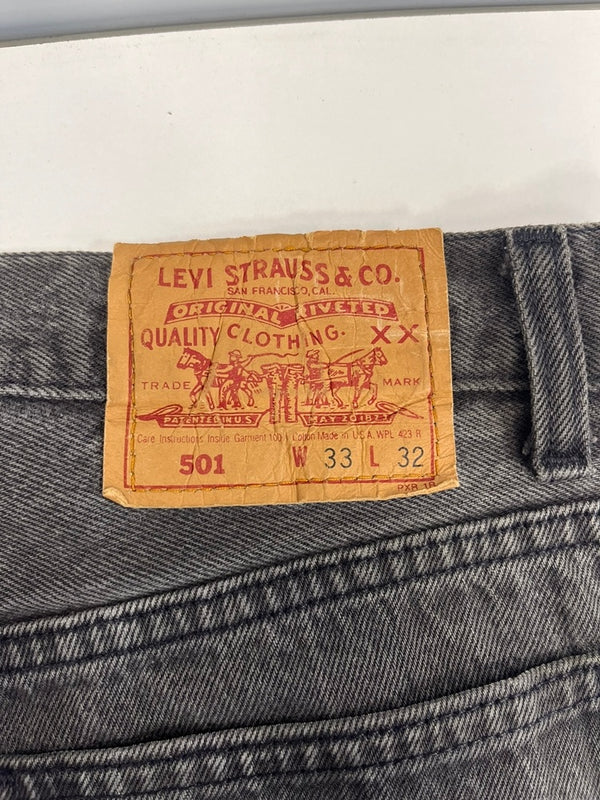 LEVI STRAUSS & CO.
SAN FRANCISCO, CAL.
ORIGINAL RIVETED
QUALITY CLOTHING. XX
TRADE MARK
PATENTED IN U.S. MAY 20 1873
Care Instructions Inside Garment 100% Cotton Made in U.S.A. WPL 423 R
501 W 33 L 32